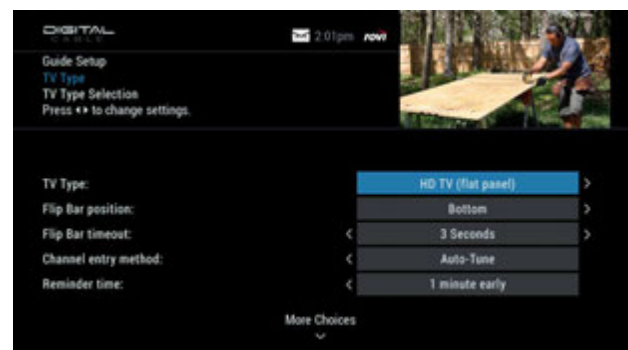 DIGITAL
CABLE
2:01pm rovi
Guide Setup
TV Type
TV Type Selection
Press ◂▸ to change settings.
TV Type: HD TV (flat panel) >
Flip Bar position: Bottom >
Flip Bar timeout: < 3 Seconds >
Channel entry method: < Auto-Tune
Reminder time: < 1 minute early
More Choices